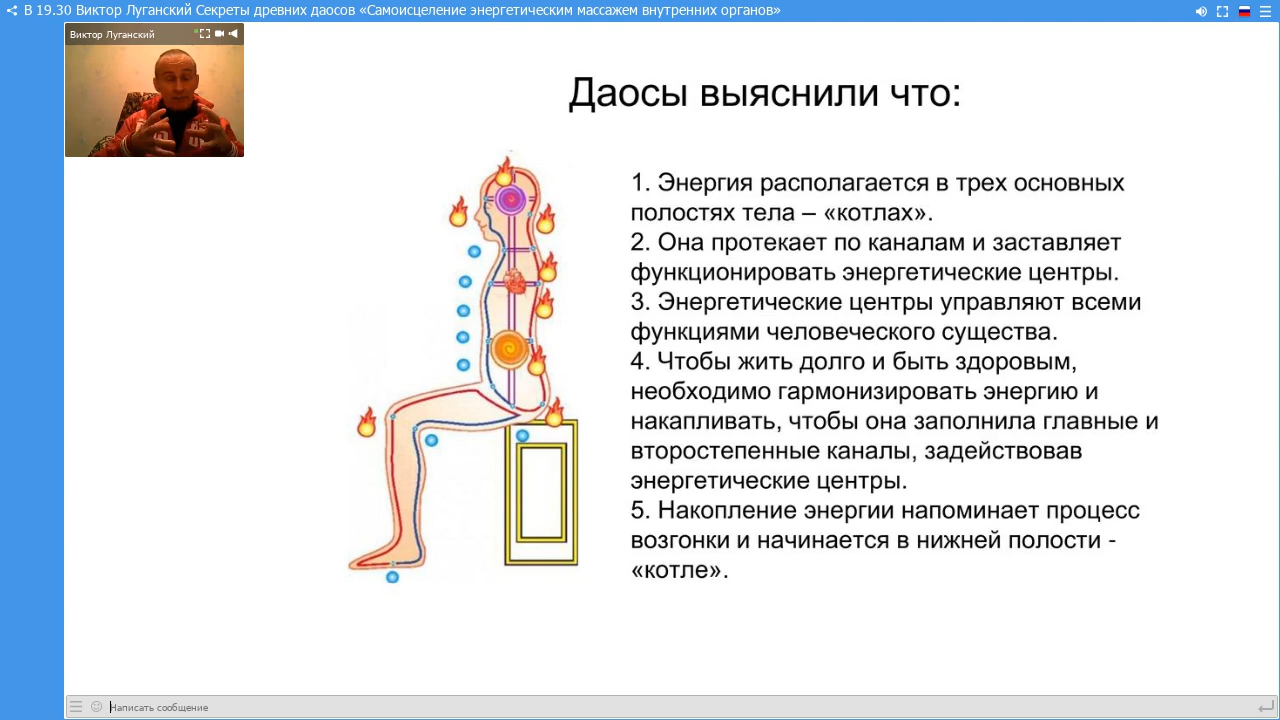 В 19.30 Виктор Луганский Секреты древних даосов «Самоисцеление энергетическим массажем внутренних органов»
Виктор Луганский
Даосы выяснили что:
1. Энергия располагается в трех основных
полостях тела – «котлах».
2. Она протекает по каналам и заставляет
функционировать энергетические центры.
3. Энергетические центры управляют всеми
функциями человеческого существа.
4. Чтобы жить долго и быть здоровым,
необходимо гармонизировать энергию и
накапливать, чтобы она заполнила главные и
второстепенные каналы, задействовав
энергетические центры.
5. Накопление энергии напоминает процесс
возгонки и начинается в нижней полости -
«котле».
Написать сообщение